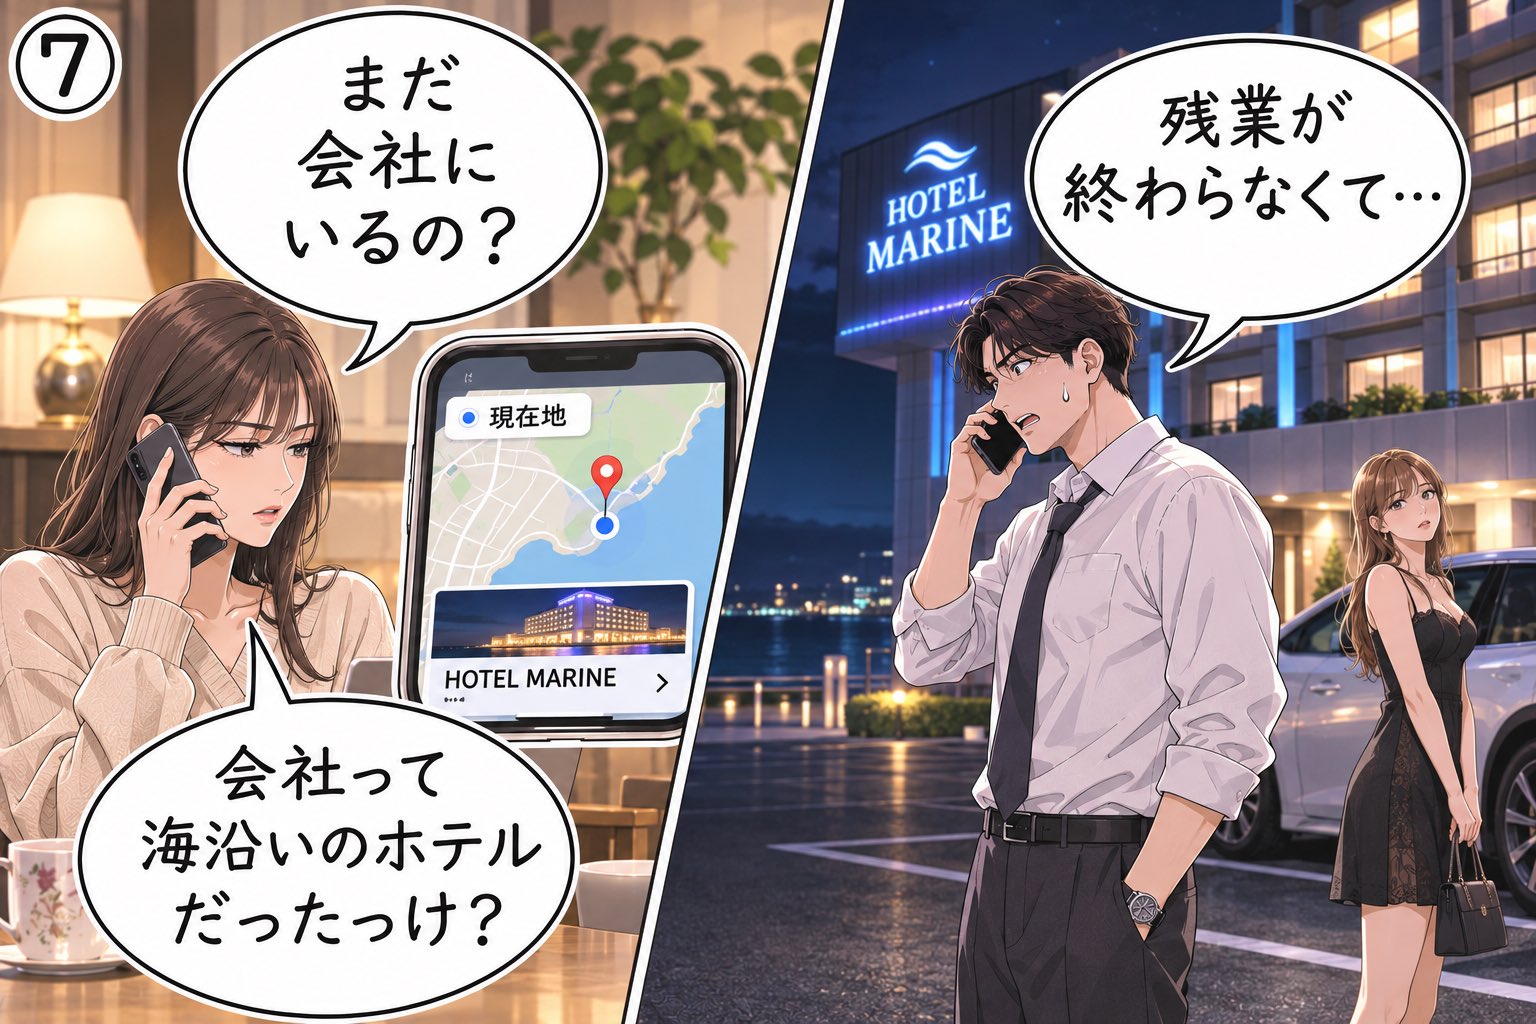 ⑦
まだ
会社に
いるの？
現在地
HOTEL MARINE
会社って
海沿いのホテル
だったっけ？
残業が
終わらなくて…
HOTEL
MARINE